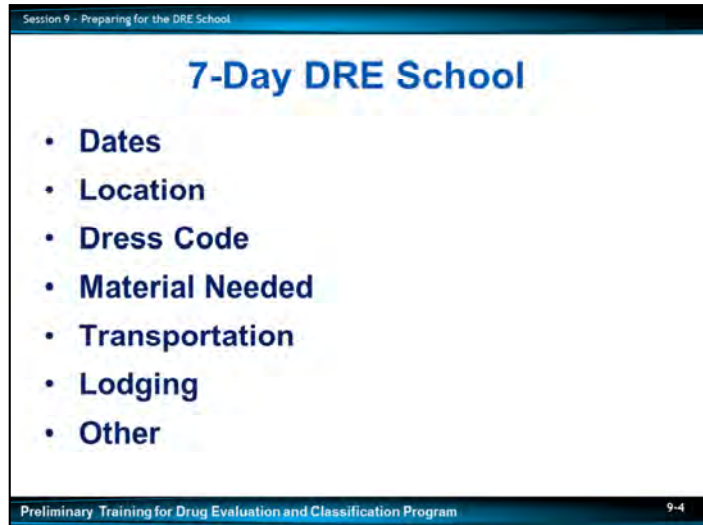 Session 9 - Preparing for the DRE School
7-Day DRE School
• Dates
• Location
• Dress Code
• Material Needed
• Transportation
• Lodging
• Other
Preliminary Training for Drug Evaluation and Classification Program 9-4